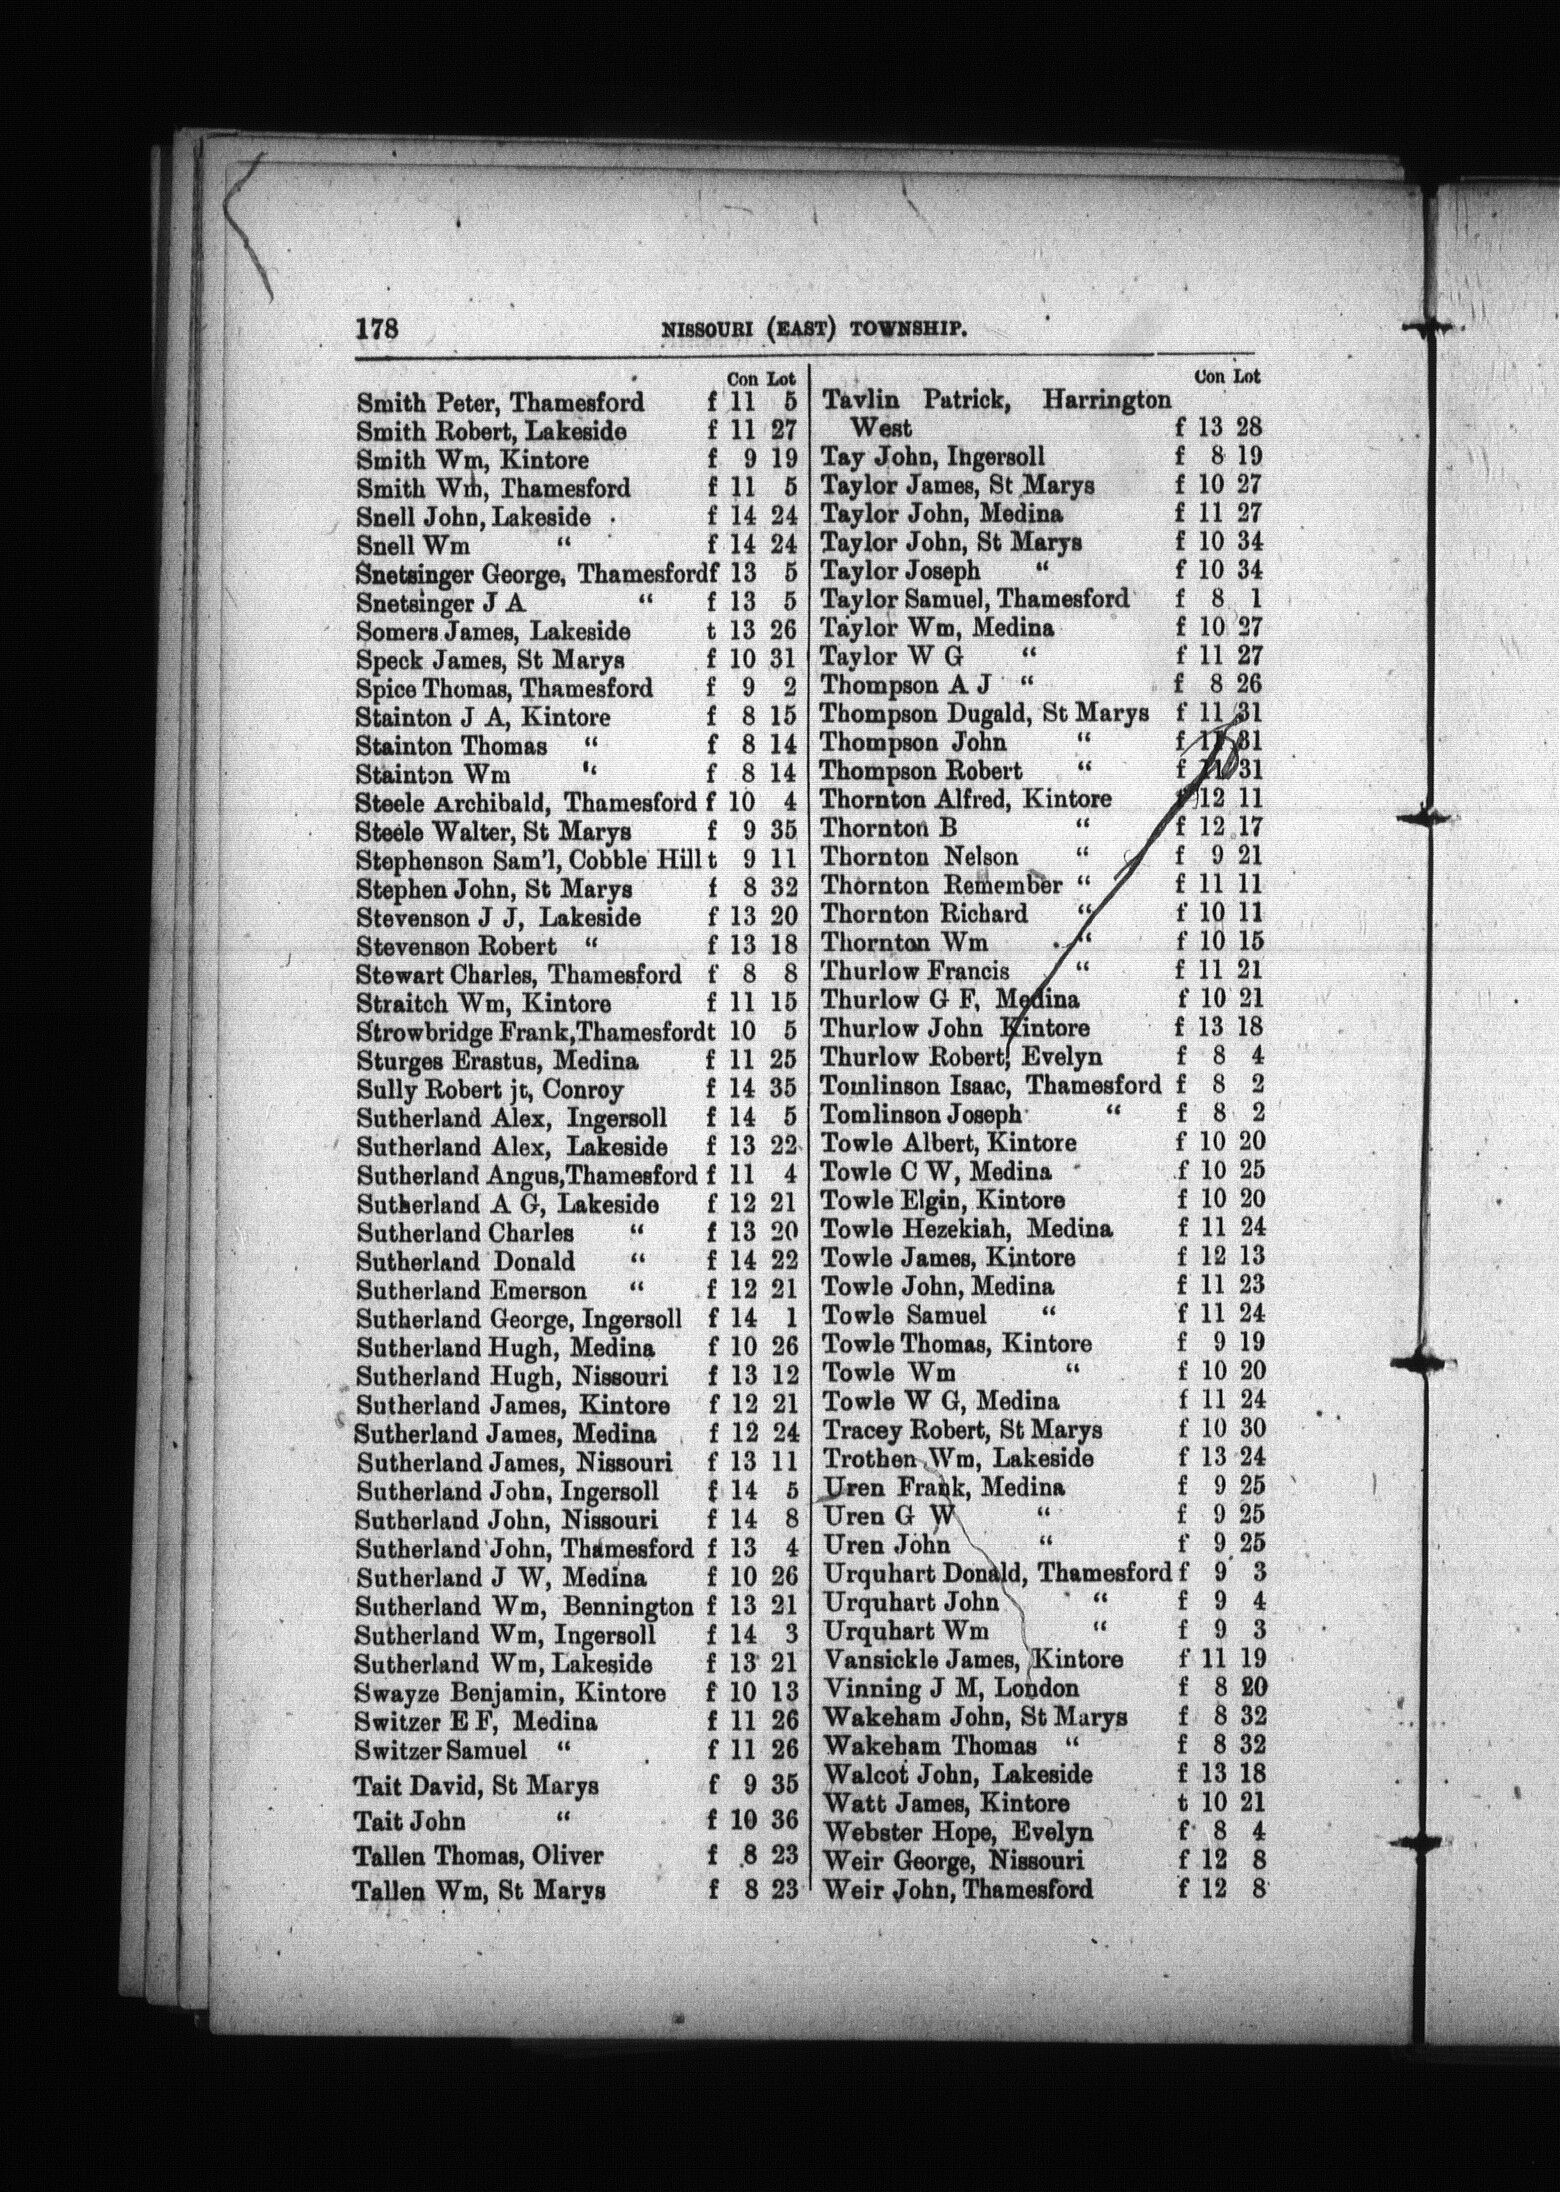 178
NISSOURI (EAST) TOWNSHIP.
Con Lot
Smith Peter, Thamesford f 11 5
Smith Robert, Lakeside f 11 27
Smith Wm, Kintore f 9 19
Smith Wm, Thamesford f 11 5
Snell John, Lakeside f 14 24
Snell Wm “ f 14 24
Snetsinger George, Thamesford f 13 5
Snetsinger J A “ f 13 5
Somers James, Lakeside t 13 26
Speck James, St Marys f 10 31
Spice Thomas, Thamesford f 9 2
Stainton J A, Kintore f 8 15
Stainton Thomas “ f 8 14
Stainton Wm “ f 8 14
Steele Archibald, Thamesford f 10 4
Steele Walter, St Marys f 9 35
Stephenson Sam'l, Cobble Hill t 9 11
Stephen John, St Marys f 8 32
Stevenson J J, Lakeside f 13 20
Stevenson Robert “ f 13 18
Stewart Charles, Thamesford f 8 8
Straitch Wm, Kintore f 11 15
Strowbridge Frank, Thamesford t 10 5
Sturges Erastus, Medina f 11 25
Sully Robert jt, Conroy f 14 35
Sutherland Alex, Ingersoll f 14 5
Sutherland Alex, Lakeside f 13 22
Sutherland Angus, Thamesford f 11 4
Sutherland A G, Lakeside f 12 21
Sutherland Charles “ f 13 20
Sutherland Donald “ f 14 22
Sutherland Emerson “ f 12 21
Sutherland George, Ingersoll f 14 1
Sutherland Hugh, Medina f 10 26
Sutherland Hugh, Nissouri f 13 12
Sutherland James, Kintore f 12 21
Sutherland James, Medina f 12 24
Sutherland James, Nissouri f 13 11
Sutherland John, Ingersoll f 14 5
Sutherland John, Nissouri f 14 8
Sutherland John, Thamesford f 13 4
Sutherland J W, Medina f 10 26
Sutherland Wm, Bennington f 13 21
Sutherland Wm, Ingersoll f 14 3
Sutherland Wm, Lakeside f 13 21
Swayze Benjamin, Kintore f 10 13
Switzer E F, Medina f 11 26
Switzer Samuel “ f 11 26
Tait David, St Marys f 9 35
Tait John “ f 10 36
Tallen Thomas, Oliver f 8 23
Tallen Wm, St Marys f 8 23
Con Lot
Tavlin Patrick, Harrington
West f 13 28
Tay John, Ingersoll f 8 19
Taylor James, St Marys f 10 27
Taylor John, Medina f 11 27
Taylor John, St Marys f 10 34
Taylor Joseph “ f 10 34
Taylor Samuel, Thamesford f 8 1
Taylor Wm, Medina f 10 27
Taylor W G “ f 11 27
Thompson A J “ f 8 26
Thompson Dugald, St Marys f 11 31
Thompson John “ f 11 31
Thompson Robert “ f 11 31
Thornton Alfred, Kintore f 12 11
Thornton B “ f 12 17
Thornton Nelson “ f 9 21
Thornton Remember “ f 11 11
Thornton Richard “ f 10 11
Thornton Wm “ f 10 15
Thurlow Francis “ f 11 21
Thurlow G F, Medina f 10 21
Thurlow John Kintore f 13 18
Thurlow Robert, Evelyn f 8 4
Tomlinson Isaac, Thamesford f 8 2
Tomlinson Joseph “ f 8 2
Towle Albert, Kintore f 10 20
Towle C W, Medina f 10 25
Towle Elgin, Kintore f 10 20
Towle Hezekiah, Medina f 11 24
Towle James, Kintore f 12 13
Towle John, Medina f 11 23
Towle Samuel “ f 11 24
Towle Thomas, Kintore f 9 19
Towle Wm “ f 10 20
Towle W G, Medina f 11 24
Tracey Robert, St Marys f 10 30
Trothen Wm, Lakeside f 13 24
Uren Frank, Medina f 9 25
Uren G W “ f 9 25
Uren John “ f 9 25
Urquhart Donald, Thamesford f 9 3
Urquhart John “ f 9 4
Urquhart Wm “ f 9 3
Vansickle James, Kintore f 11 19
Vinning J M, London f 8 20
Wakeham John, St Marys f 8 32
Wakeham Thomas “ f 8 32
Walcot John, Lakeside f 13 18
Watt James, Kintore t 10 21
Webster Hope, Evelyn f 8 4
Weir George, Nissouri f 12 8
Weir John, Thamesford f 12 8